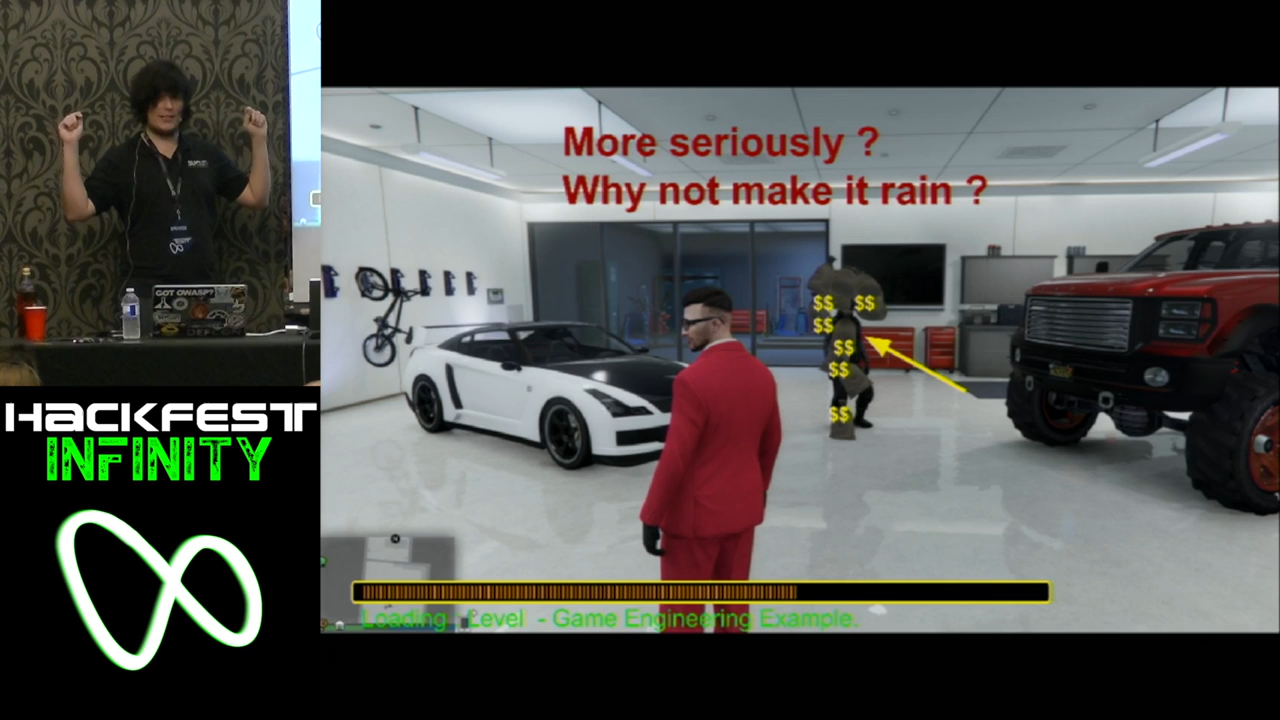 More seriously ?
Why not make it rain ?
$$ $$
$$
$$
$$
$$
GOT OWASP?
HACKFEST
INFINITY
Loading Level - Game Engineering Example.